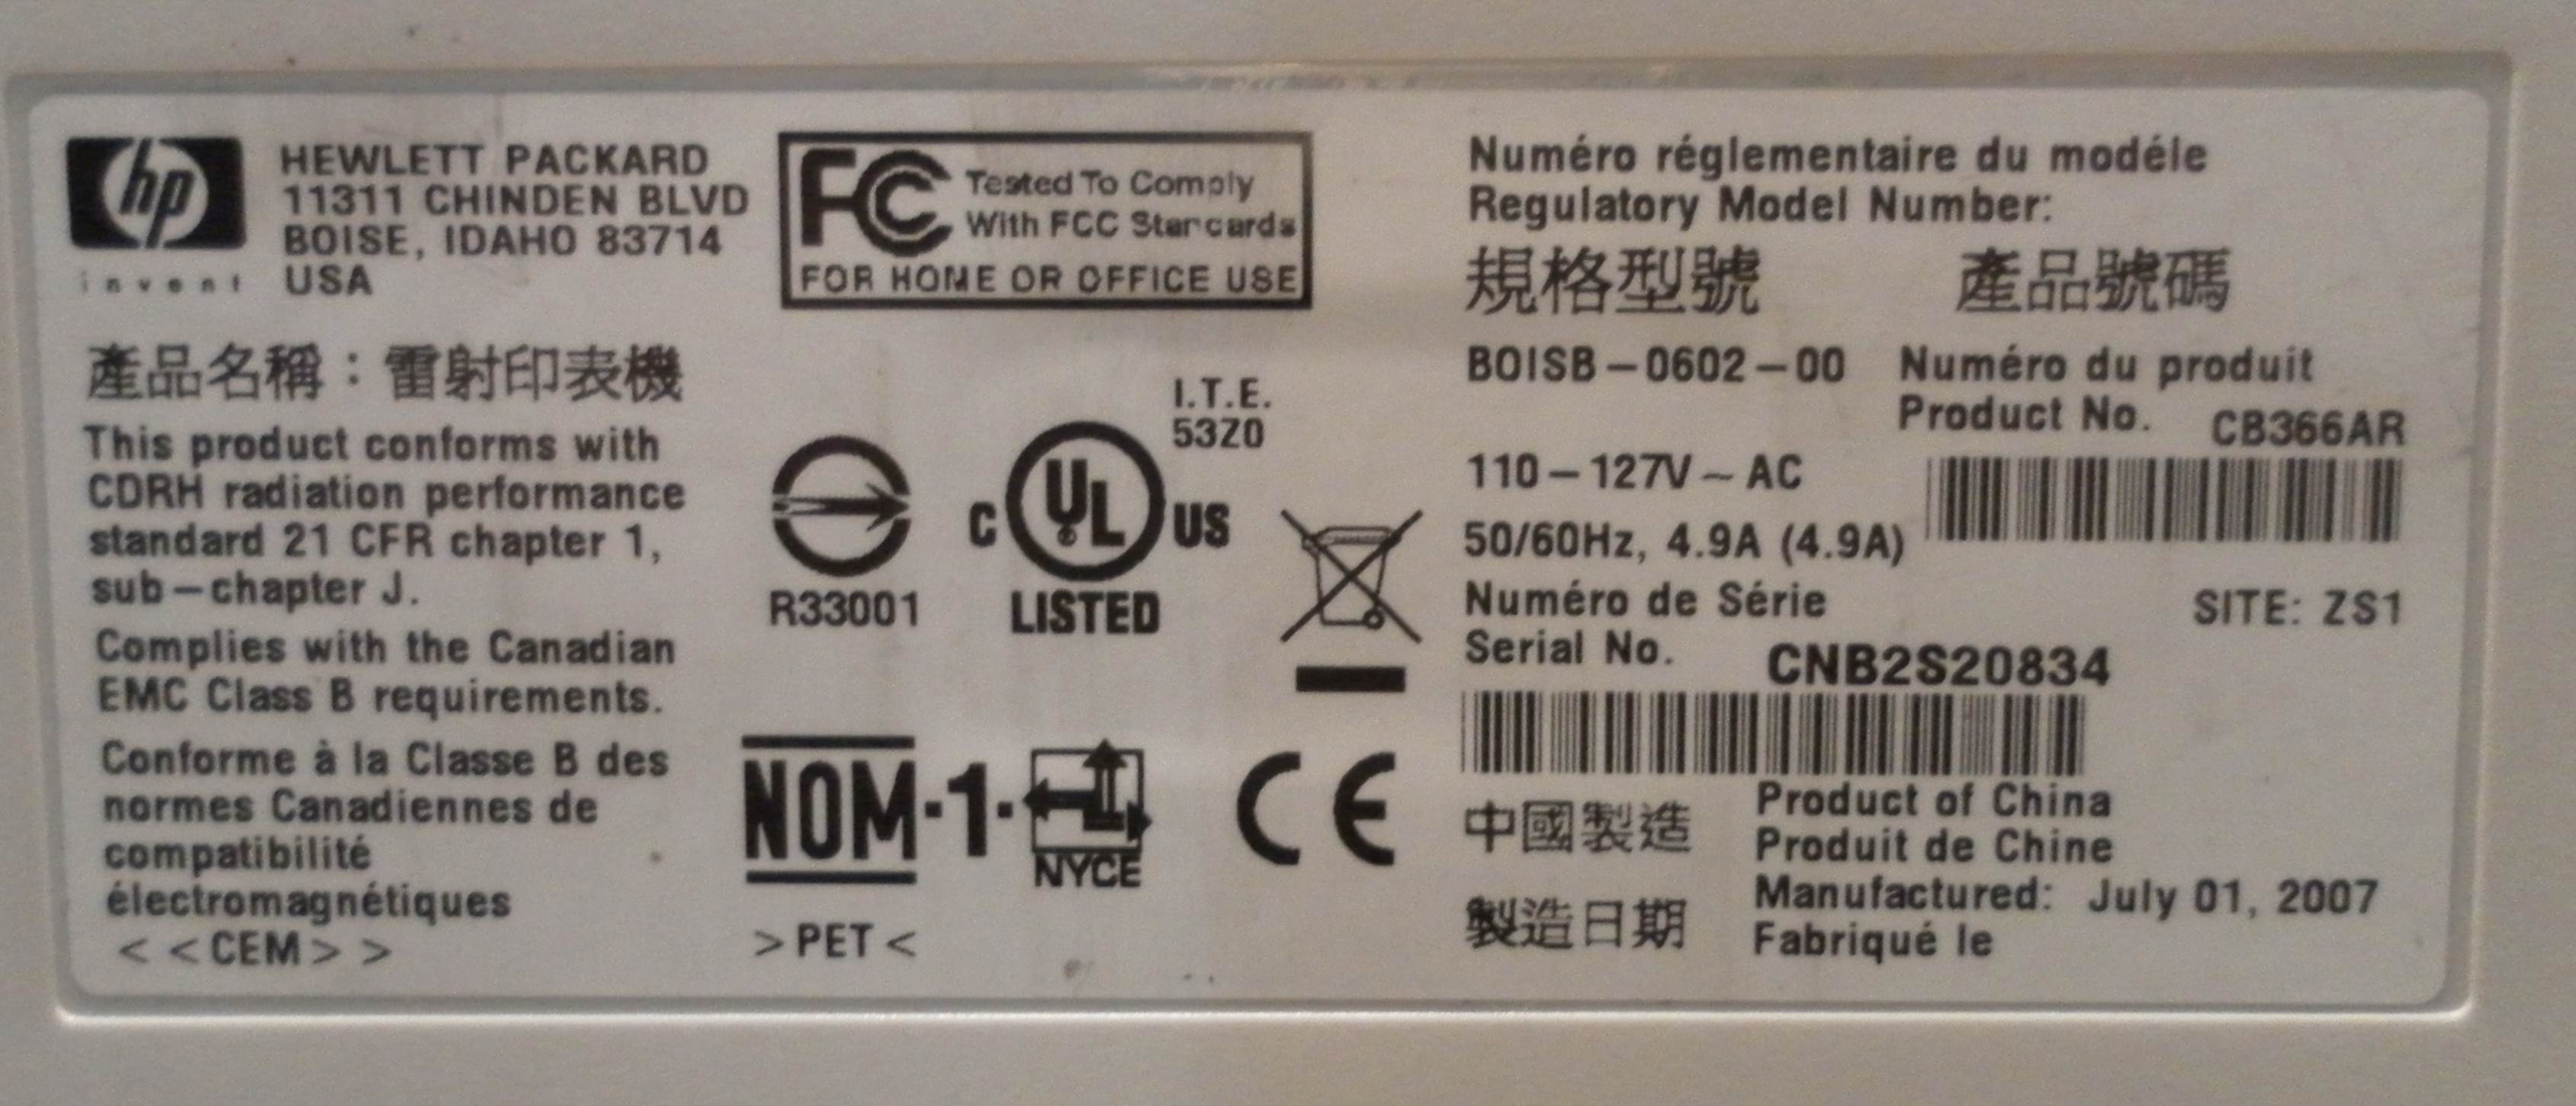 hp
invent
HEWLETT PACKARD
11311 CHINDEN BLVD
BOISE, IDAHO 83714
USA
產品名稱：雷射印表機
This product conforms with
CDRH radiation performance
standard 21 CFR chapter 1,
sub-chapter J.
Complies with the Canadian
EMC Class B requirements.
Conforme à la Classe B des
normes Canadiennes de
compatibilité
électromagnétiques
< <CEM> >
FC Tested To Comply
With FCC Standards
FOR HOME OR OFFICE USE
I.T.E.
53Z0
R33001
C UL US
LISTED
NOM-1-
NYCE
CE
>PET<
Numéro réglementaire du modéle
Regulatory Model Number:
規格型號 產品號碼
BOISB-0602-00 Numéro du produit
Product No. CB366AR
110-127V~AC
50/60Hz, 4.9A (4.9A)
Numéro de Série SITE: ZS1
Serial No. CNB2S20834
中國製造 Product of China
Produit de Chine
製造日期 Manufactured: July 01, 2007
Fabriqué le